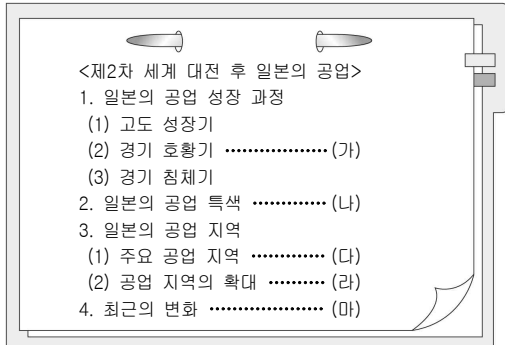 <제2차 세계 대전 후 일본의 공업>
1. 일본의 공업 성장 과정
(1) 고도 성장기
(2) 경기 호황기 ·················· (가)
(3) 경기 침체기
2. 일본의 공업 특색 ············· (나)
3. 일본의 공업 지역
(1) 주요 공업 지역 ············· (다)
(2) 공업 지역의 확대 ·········· (라)
4. 최근의 변화 ···················· (마)